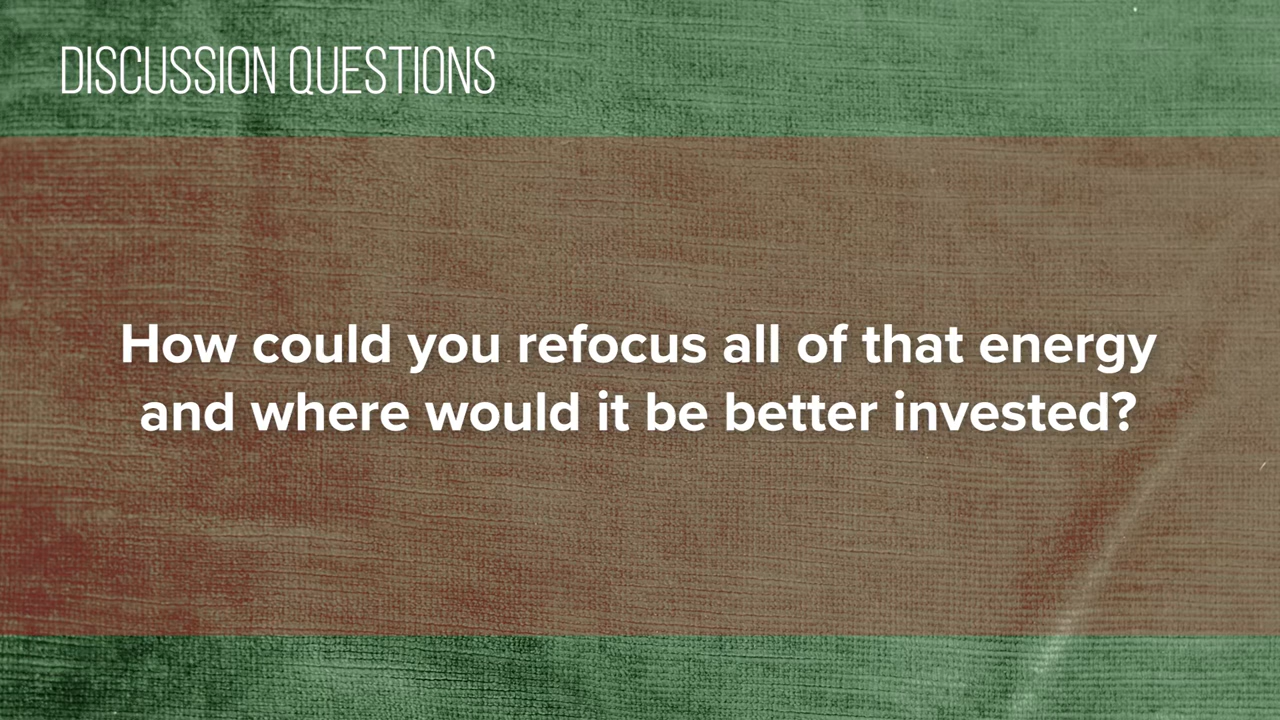 DISCUSSION QUESTIONS
How could you refocus all of that energy
and where would it be better invested?